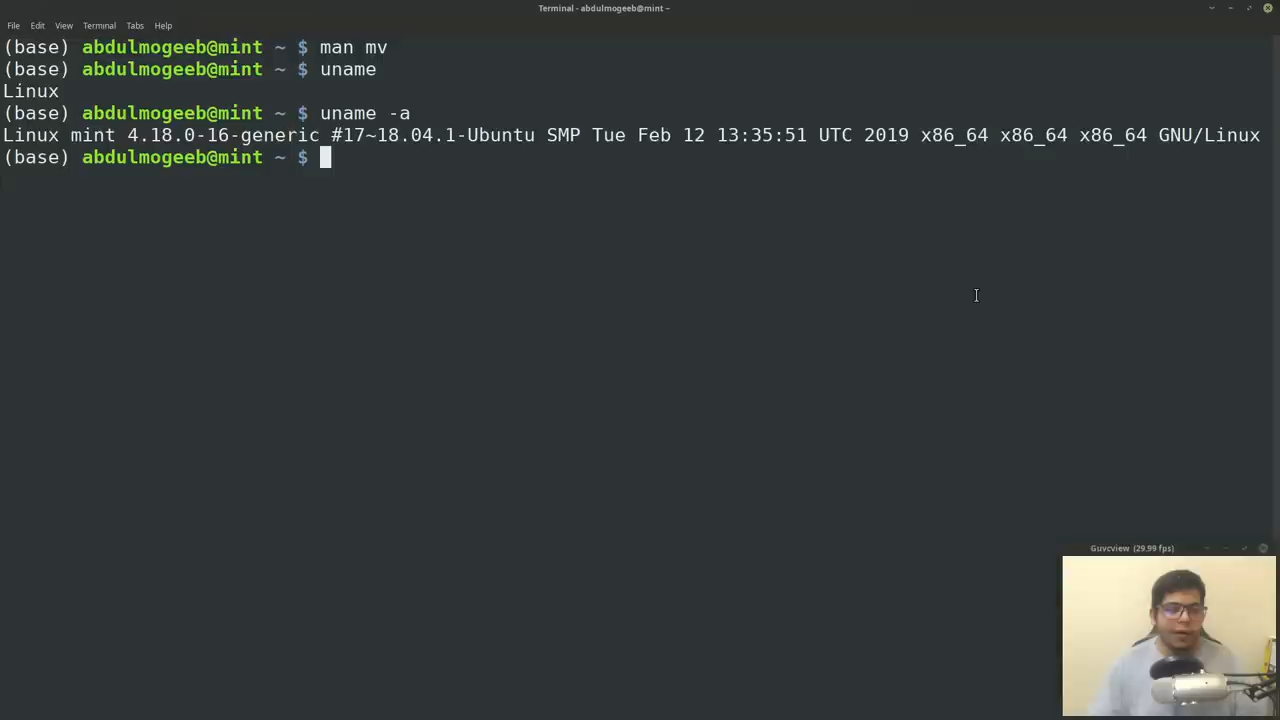 Terminal - abdulmogeeb@mint ~
File Edit View Terminal Tabs Help
(base) abdulmogeeb@mint ~ $ man mv
(base) abdulmogeeb@mint ~ $ uname
Linux
(base) abdulmogeeb@mint ~ $ uname -a
Linux mint 4.18.0-16-generic #17~18.04.1-Ubuntu SMP Tue Feb 12 13:35:51 UTC 2019 x86_64 x86_64 x86_64 GNU/Linux
(base) abdulmogeeb@mint ~ $
Guvcview (29.99 fps)